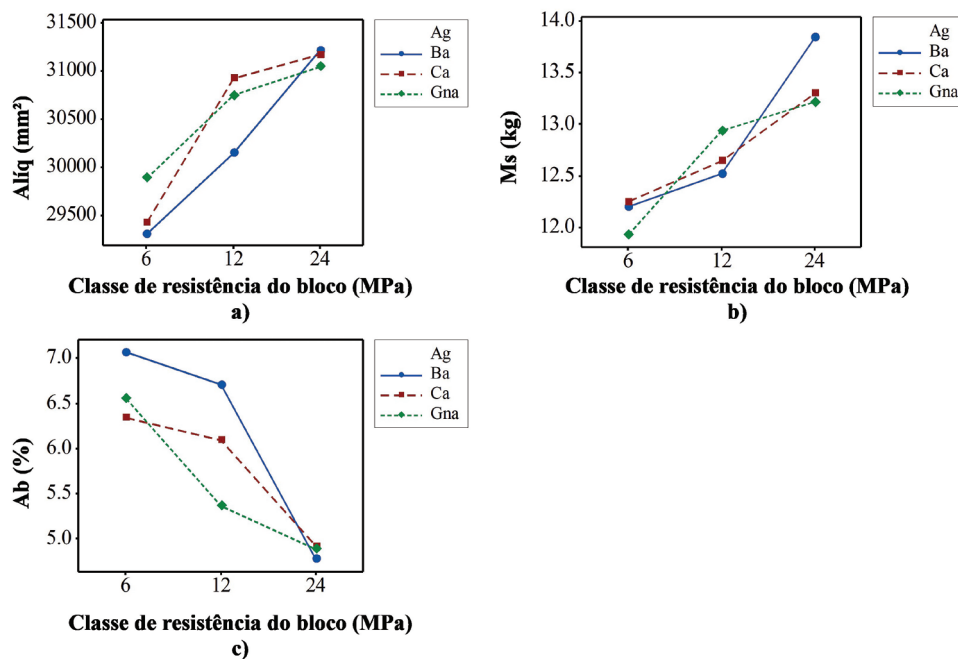 31500
31000
30500
30000
29500
Alíq (mm²)
6 12 24
Classe de resistência do bloco (MPa)
a)
Ag
Ba
Ca
Gna
14.0
13.5
13.0
12.5
12.0
Ms (kg)
6 12 24
Classe de resistência do bloco (MPa)
b)
Ag
Ba
Ca
Gna
7.0
6.5
6.0
5.5
5.0
Ab (%)
6 12 24
Classe de resistência do bloco (MPa)
c)
Ag
Ba
Ca
Gna